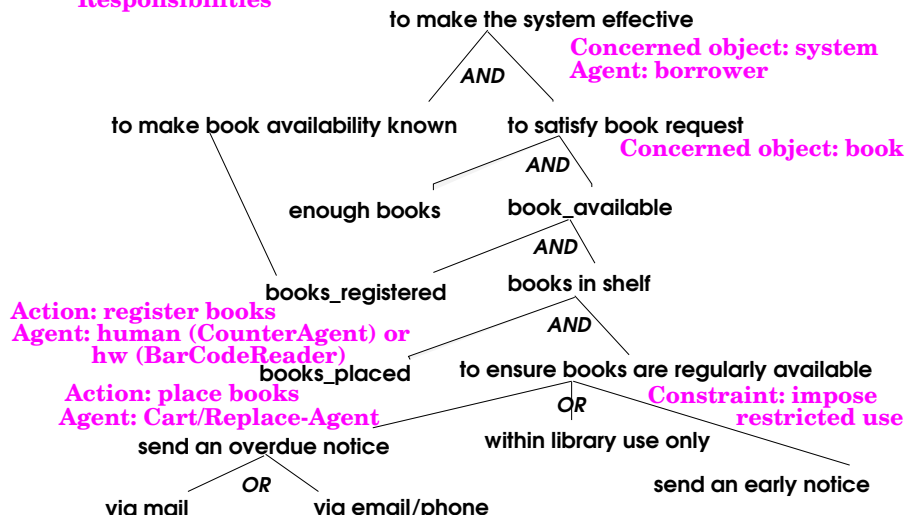 Responsibilities
to make the system effective
Concerned object: system
Agent: borrower
AND
to make book availability known
to satisfy book request
Concerned object: book
AND
enough books
book_available
AND
books_registered
books in shelf
Action: register books
Agent: human (CounterAgent) or
hw (BarCodeReader)
AND
books_placed
to ensure books are regularly available
Action: place books
Agent: Cart/Replace-Agent
Constraint: impose
restricted use
OR
send an overdue notice
within library use only
OR
send an early notice
via mail
via email/phone